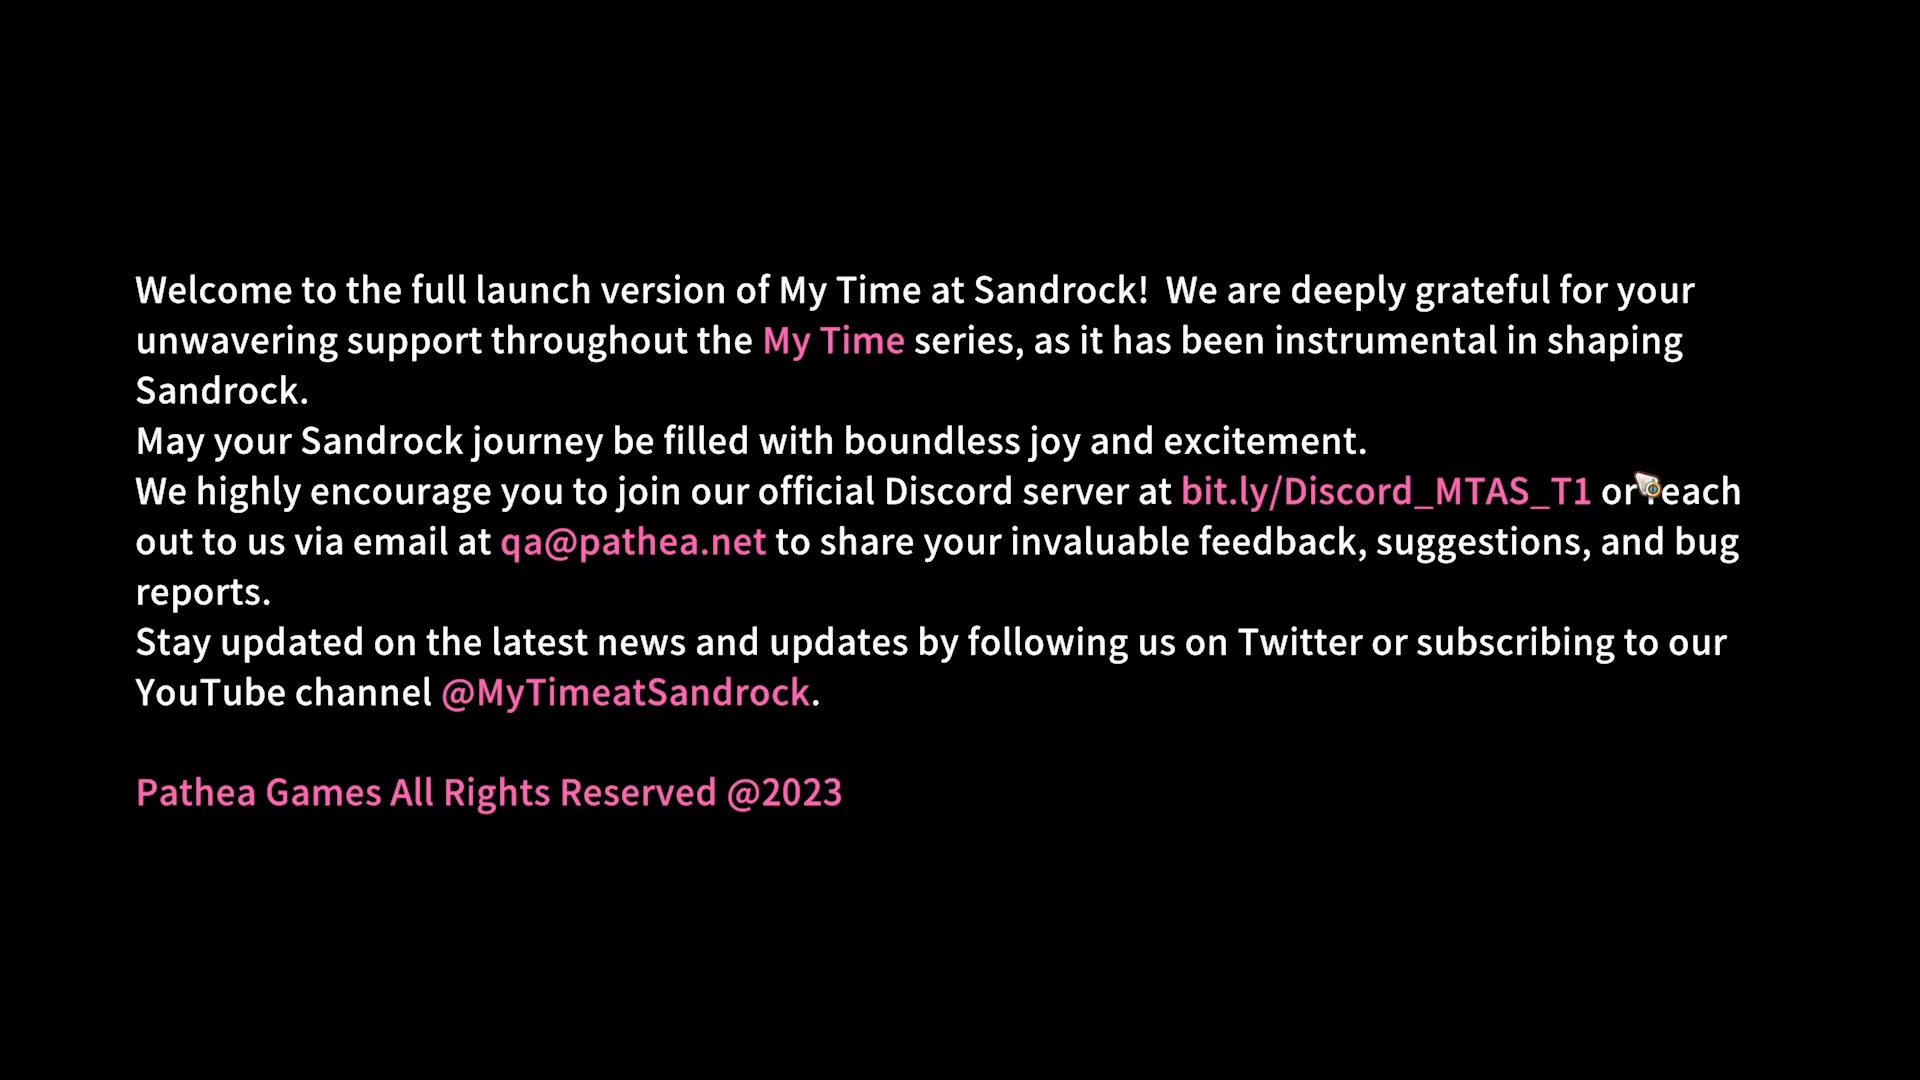 Welcome to the full launch version of My Time at Sandrock!  We are deeply grateful for your
unwavering support throughout the My Time series, as it has been instrumental in shaping
Sandrock.
May your Sandrock journey be filled with boundless joy and excitement.
We highly encourage you to join our official Discord server at bit.ly/Discord_MTAS_T1 or reach
out to us via email at qa@pathea.net to share your invaluable feedback, suggestions, and bug
reports.
Stay updated on the latest news and updates by following us on Twitter or subscribing to our
YouTube channel @MyTimeatSandrock.
Pathea Games All Rights Reserved @2023